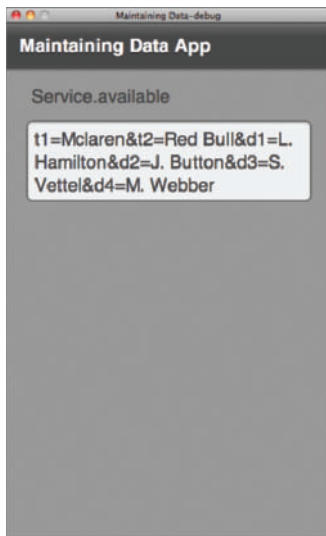 Maintaining Data-debug
Maintaining Data App
Service.available
t1=Mclaren&t2=Red Bull&d1=L.
Hamilton&d2=J. Button&d3=S.
Vettel&d4=M. Webber